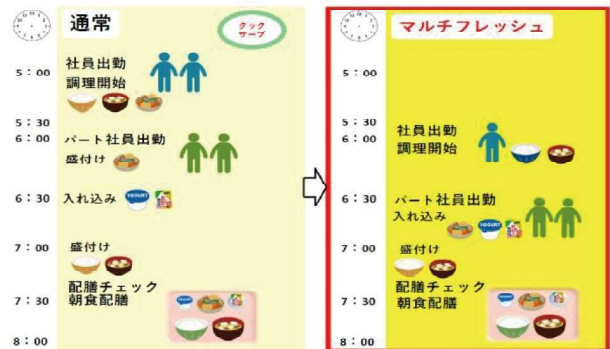 通常
クック
サーブ
5：00
社員出勤
調理開始
5：30
6：00
パート社員出勤
盛付け
6：30
入れ込み
YOGURT
7：00
盛付け
配膳チェック
7：30
朝食配膳
8：00
マルチフレッシュ
5：00
5：30
6：00
社員出勤
調理開始
6：30
パート社員出勤
入れ込み
YOGURT
7：00
盛付け
配膳チェック
7：30
朝食配膳
8：00